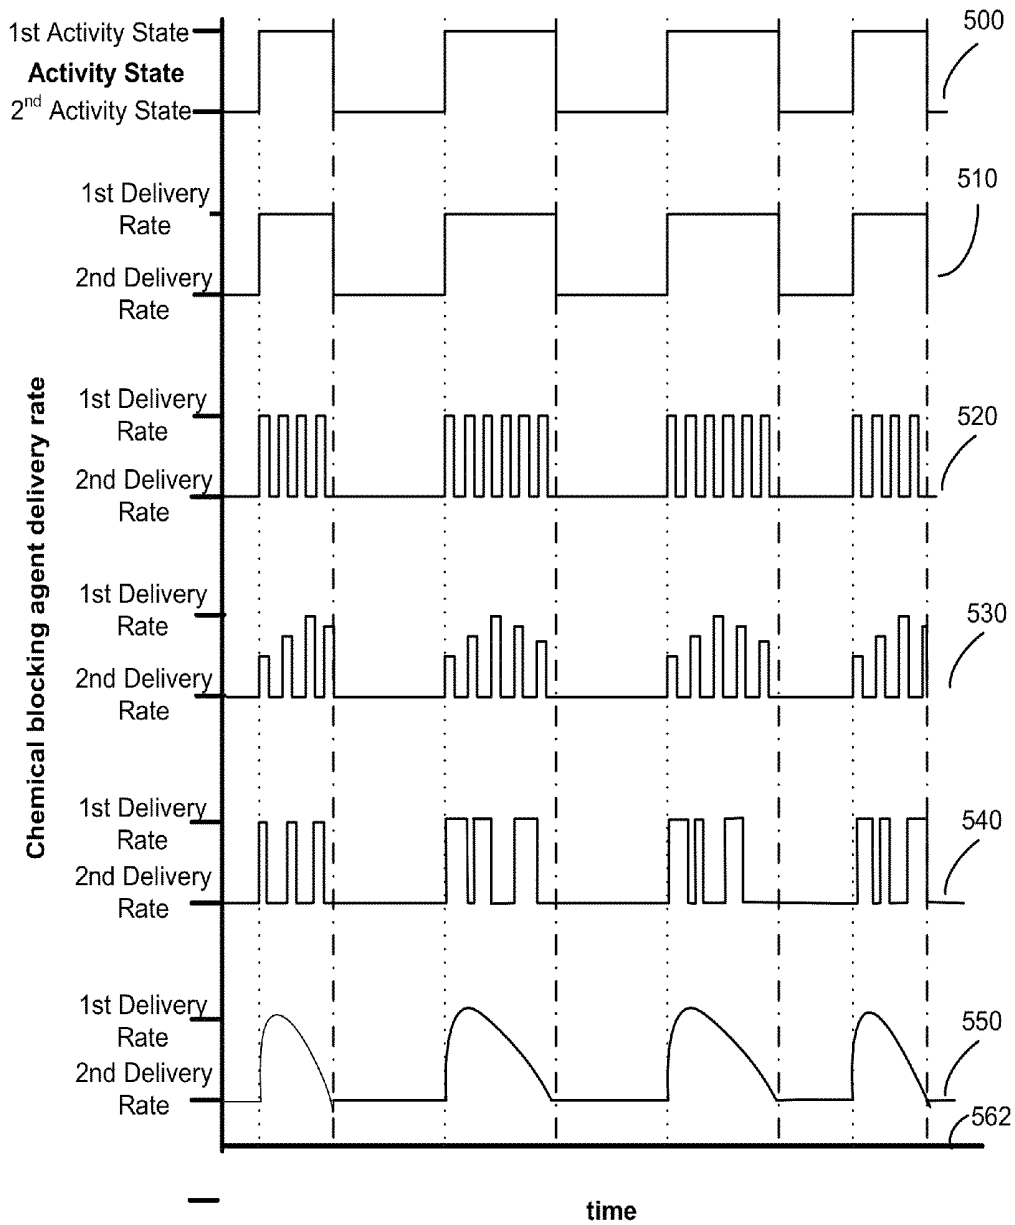 1st Activity State
500
Activity State
2nd Activity State
1st Delivery
Rate
510
2nd Delivery
Rate
Chemical blocking agent delivery rate
1st Delivery
Rate
520
2nd Delivery
Rate
1st Delivery
Rate
530
2nd Delivery
Rate
1st Delivery
Rate
540
2nd Delivery
Rate
1st Delivery
Rate
550
2nd Delivery
Rate
562
time